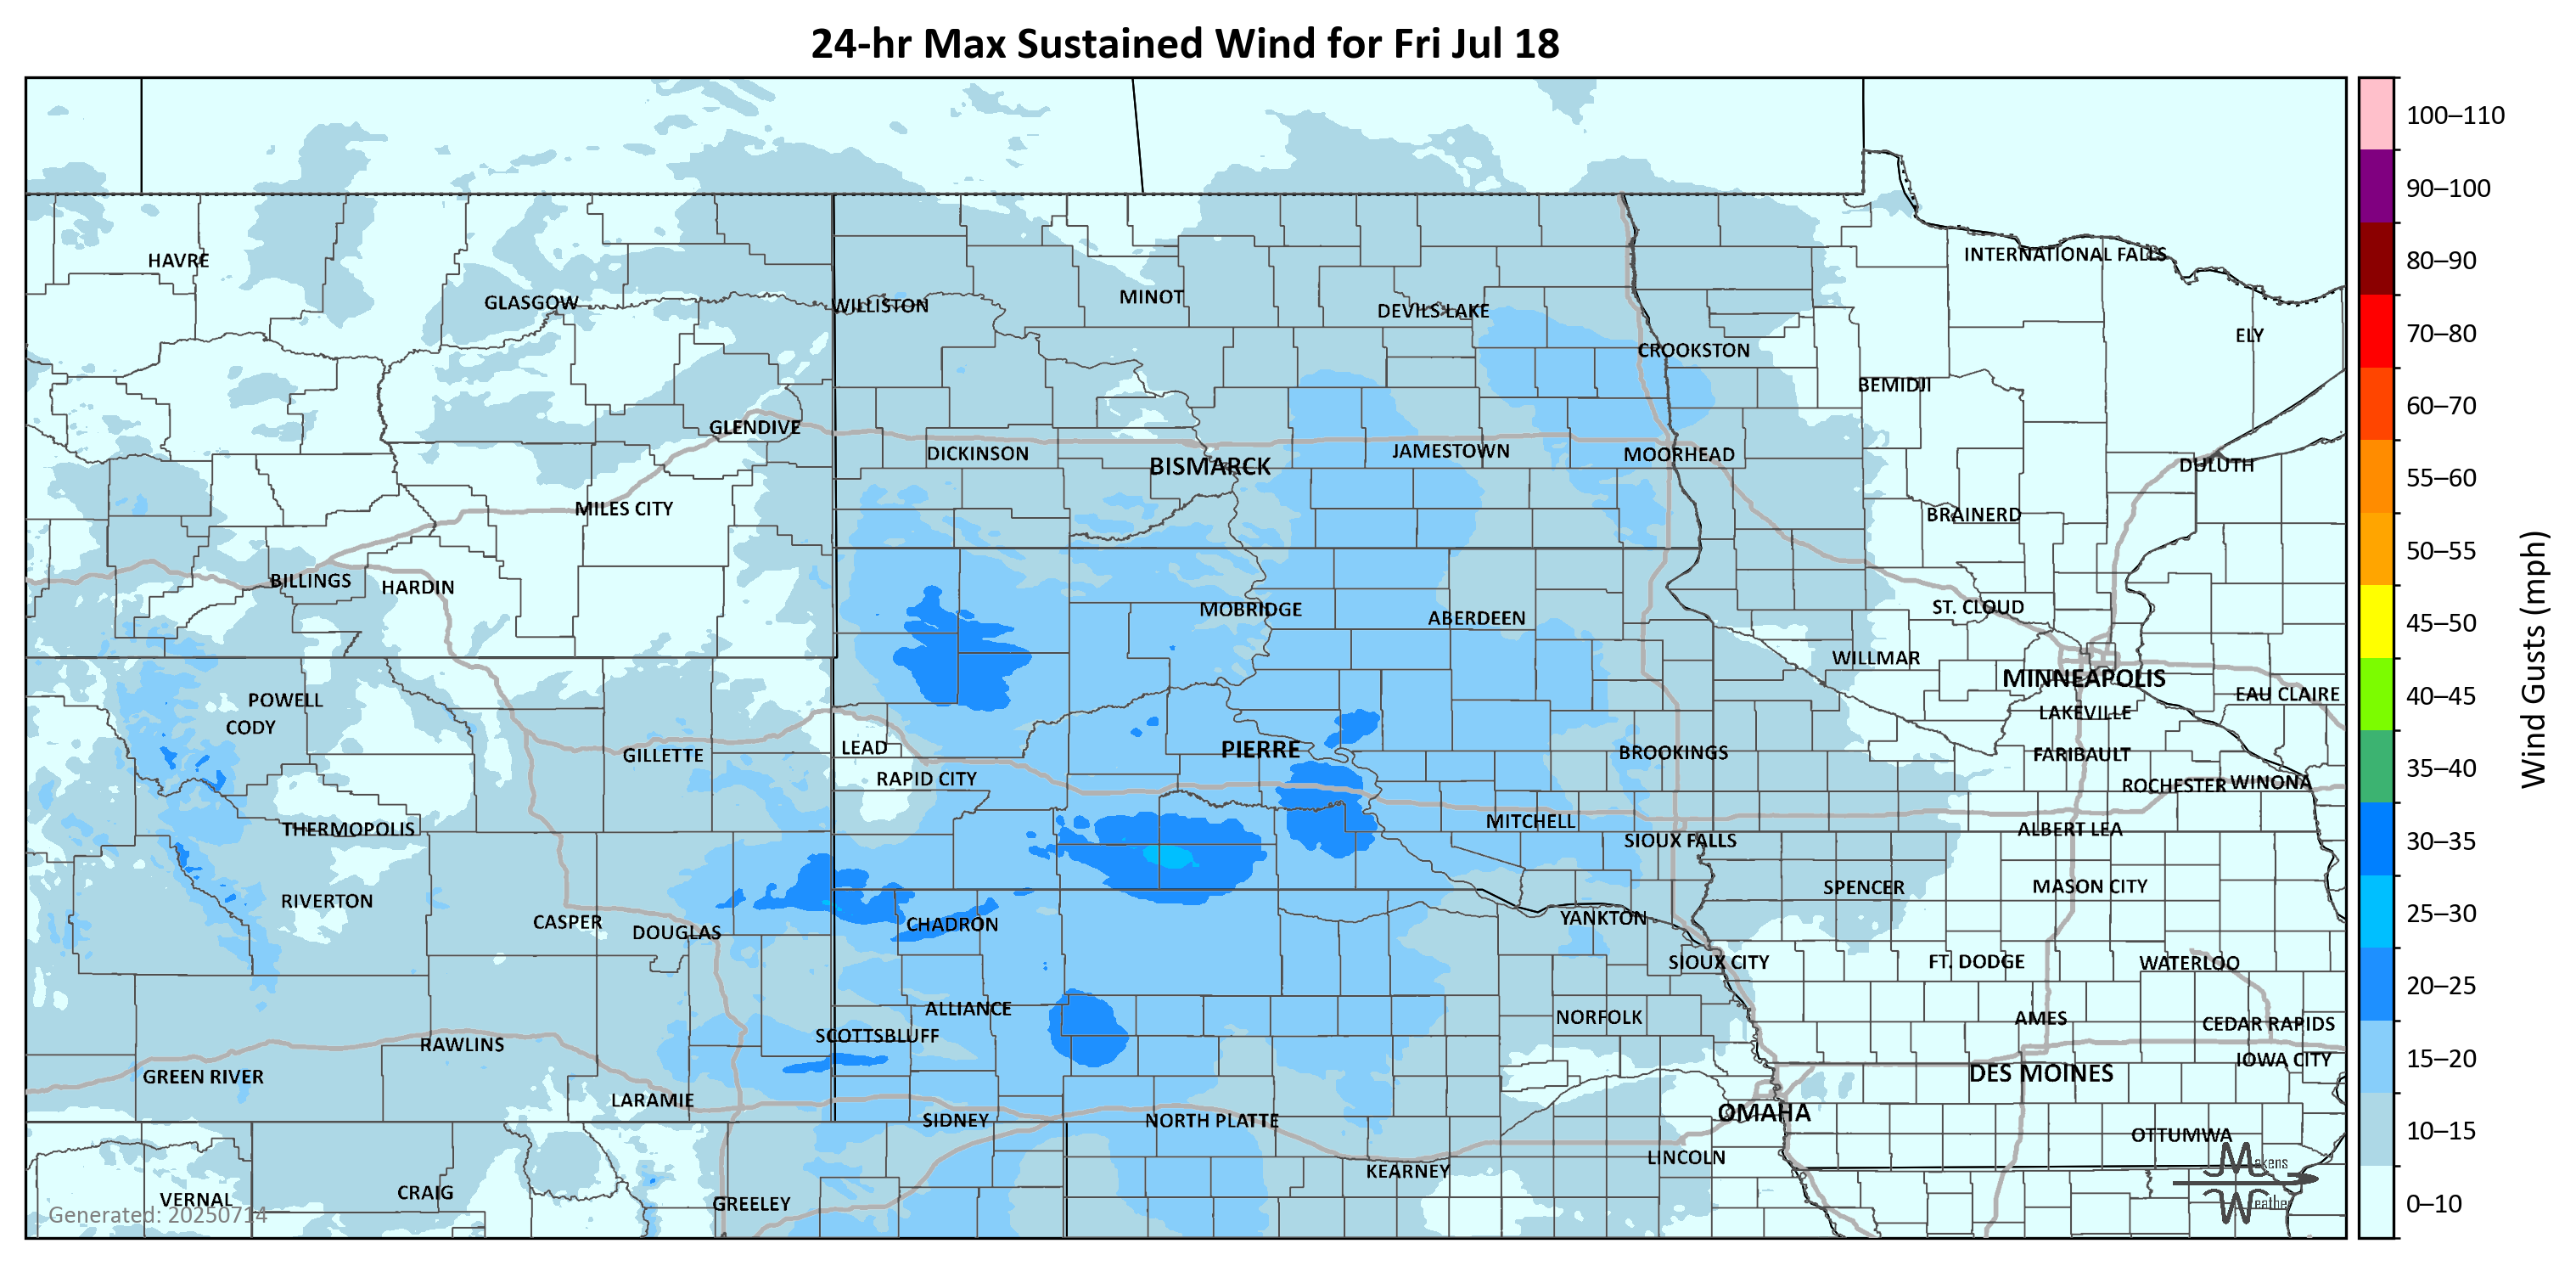 24-hr Max Sustained Wind for Fri Jul 18
100–110
90–100
80–90
70–80
60–70
55–60
50–55
45–50
40–45
35–40
30–35
25–30
20–25
15–20
10–15
0–10
Wind Gusts (mph)
HAVRE
INTERNATIONAL FALLS
GLASGOW
WILLISTON
MINOT
DEVILS LAKE
ELY
CROOKSTON
BEMIDJI
GLENDIVE
DICKINSON
BISMARCK
JAMESTOWN
MOORHEAD
DULUTH
MILES CITY
BRAINERD
BILLINGS
HARDIN
MOBRIDGE
ABERDEEN
ST. CLOUD
WILLMAR
MINNEAPOLIS
EAU CLAIRE
POWELL
CODY
LAKEVILLE
GILLETTE
LEAD
PIERRE
BROOKINGS
FARIBAULT
RAPID CITY
ROCHESTER
WINONA
THERMOPOLIS
MITCHELL
SIOUX FALLS
ALBERT LEA
SPENCER
MASON CITY
RIVERTON
CASPER
DOUGLAS
CHADRON
YANKTON
SIOUX CITY
FT. DODGE
WATERLOO
ALLIANCE
NORFOLK
AMES
CEDAR RAPIDS
SCOTTSBLUFF
RAWLINS
IOWA CITY
GREEN RIVER
DES MOINES
LARAMIE
SIDNEY
NORTH PLATTE
OMAHA
OTTUMWA
LINCOLN
KEARNEY
VERNAL
CRAIG
GREELEY
Generated: 20250714
Makens
Weather